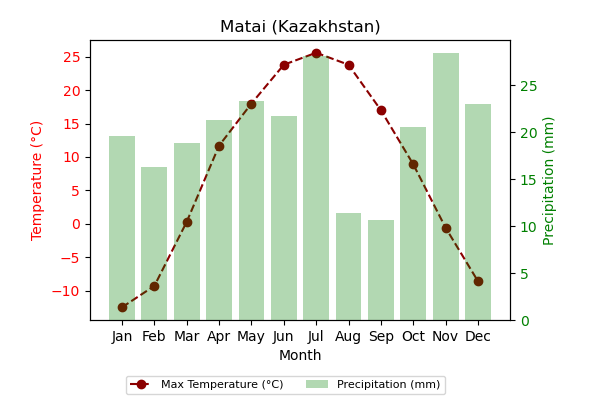 Matai (Kazakhstan)
Temperature (°C)
25
20
15
10
5
0
−5
−10
25
20
15
10
5
0
Precipitation (mm)
Jan Feb Mar Apr May Jun Jul Aug Sep Oct Nov Dec
Month
Max Temperature (°C) Precipitation (mm)